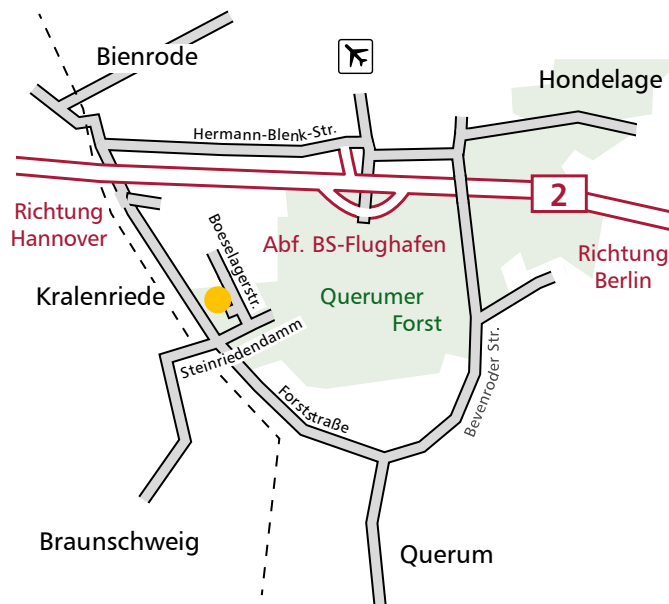 Bienrode
Hondelage
Hermann-Blenk-Str.
2
Richtung
Hannover
Boeselagerstr.
Abf. BS-Flughafen
Richtung
Berlin
Kralenriede
Querumer
Forst
Steinriedendamm
Bevenroder Str.
Forststraße
Braunschweig
Querum